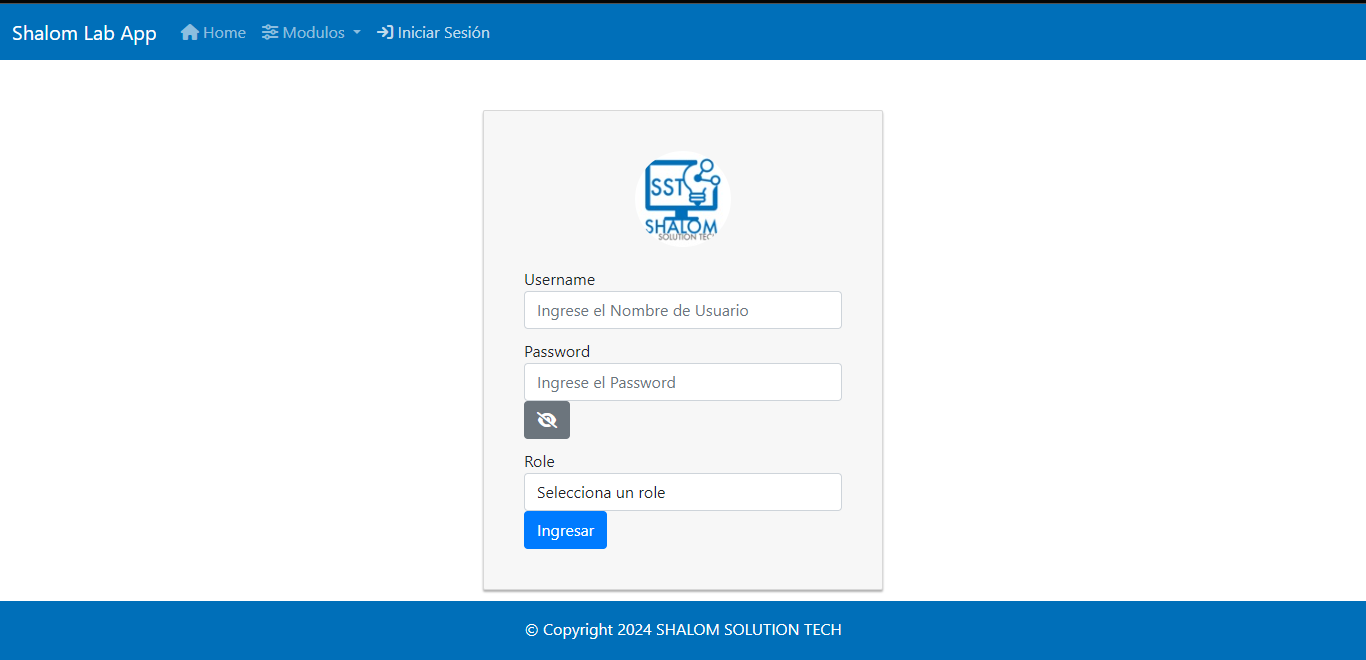 Shalom Lab App Home Modulos Iniciar Sesión
SST
SHALOM
SOLUTION TEC
Username
Ingrese el Nombre de Usuario
Password
Ingrese el Password
Role
Selecciona un role
Ingresar
© Copyright 2024 SHALOM SOLUTION TECH